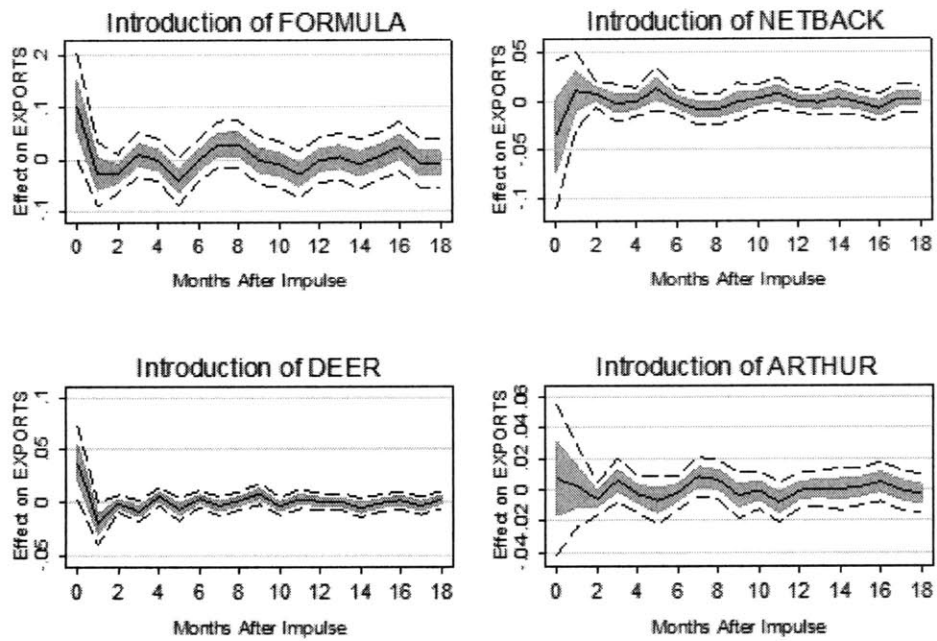 Introduction of FORMULA
Effect on EXPORTS
.2
.1
0
-.1
0 2 4 6 8 10 12 14 16 18
Months After Impulse
Introduction of NETBACK
Effect on EXPORTS
.05
0
-.05
-.1
0 2 4 6 8 10 12 14 16 18
Months After Impulse
Introduction of DEER
Effect on EXPORTS
.1
.05
0
-.05
0 2 4 6 8 10 12 14 16 18
Months After Impulse
Introduction of ARTHUR
Effect on EXPORTS
-.04-.02 0 .02 .04 .06
0 2 4 6 8 10 12 14 16 18
Months After Impulse